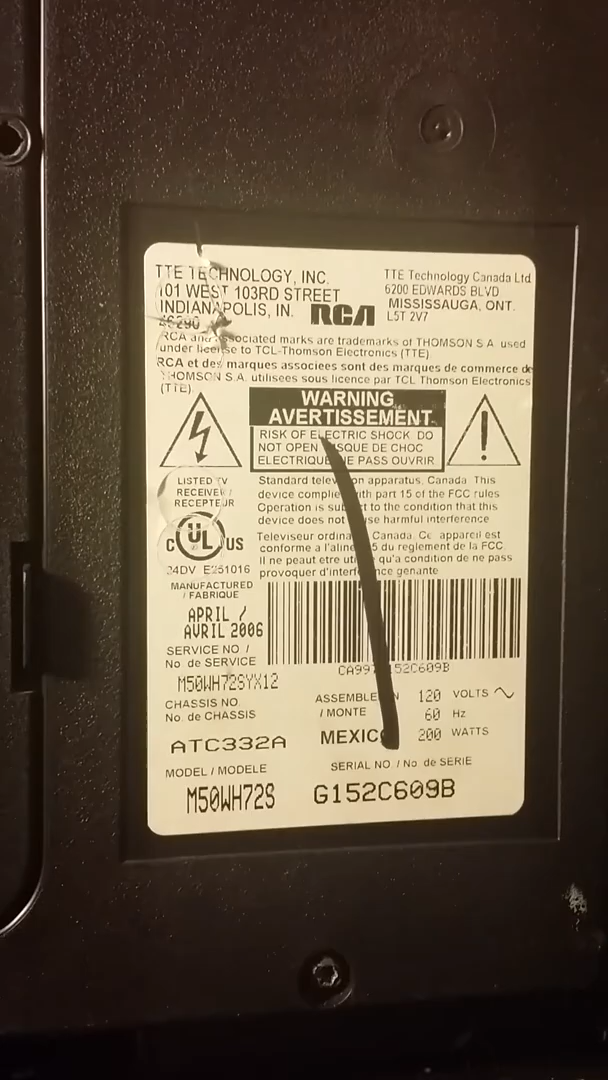 TTE TECHNOLOGY, INC.
101 WEST 103RD STREET
INDIANAPOLIS, IN.
46290
RCA
TTE Technology Canada Ltd
6200 EDWARDS BLVD
MISSISSAUGA, ONT.
L5T 2V7
RCA and associated marks are trademarks of THOMSON S.A. used
under license to TCL-Thomson Electronics (TTE)
RCA et des marques associees sont des marques de commerce de
THOMSON S.A. utilisees sous licence par TCL Thomson Electronics
(TTE)
WARNING
AVERTISSEMENT
RISK OF ELECTRIC SHOCK DO
NOT OPEN RISQUE DE CHOC
ELECTRIQUE NE PASS OUVRIR
LISTED TV
RECEIVER /
RECEPTEUR
C UL US
24DV E251016
Standard television apparatus, Canada. This
device complies with part 15 of the FCC rules
Operation is subject to the condition that this
device does not cause harmful interference
Televiseur ordinaire, Canada. Cet appareil est
conforme a l'alinea 15 du reglement de la FCC.
Il ne peaut etre utilise qu'a condition de ne pass
provoquer d'interference genante
MANUFACTURED
/ FABRIQUE
APRIL /
AVRIL 2006
SERVICE NO /
No. de SERVICE
M50WH72SYX12
CHASSIS NO.
No. de CHASSIS
ATC332A
CA997 152C609B
ASSEMBLED IN
/ MONTE
MEXICO
120 VOLTS
60 Hz
200 WATTS
MODEL / MODELE
M50WH72S
SERIAL NO. / No. de SERIE
G152C609B